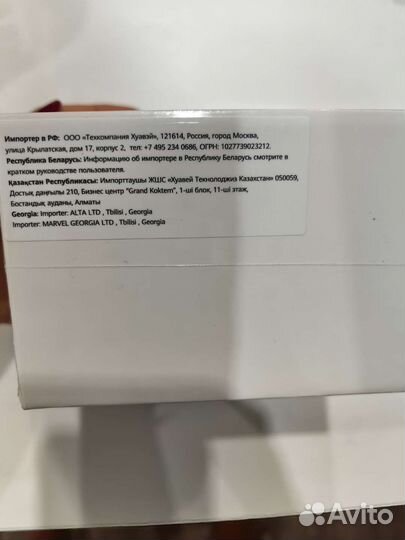 Импортер в РФ: ООО «Техкомпания Хуавэй», 121614, Россия, город Москва,
улица Крылатская, дом 17, корпус 2, тел: +7 495 234 0686, ОГРН: 1027739023212.
Республика Беларусь: Информацию об импортере в Республику Беларусь смотрите в
кратком руководстве пользователя.
Қазақстан Республикасы: Импорттаушы ЖШС «Хуавей Технолоджиз Казахстан» 050059,
Достық даңғылы 210, Бизнес центр "Grand Koktem", 1-ші блок, 11-ші этаж,
Бостандық ауданы, Алматы
Georgia: Importer: ALTA LTD , Tbilisi , Georgia
Importer: MARVEL GEORGIA LTD , Tbilisi , Georgia
Avito